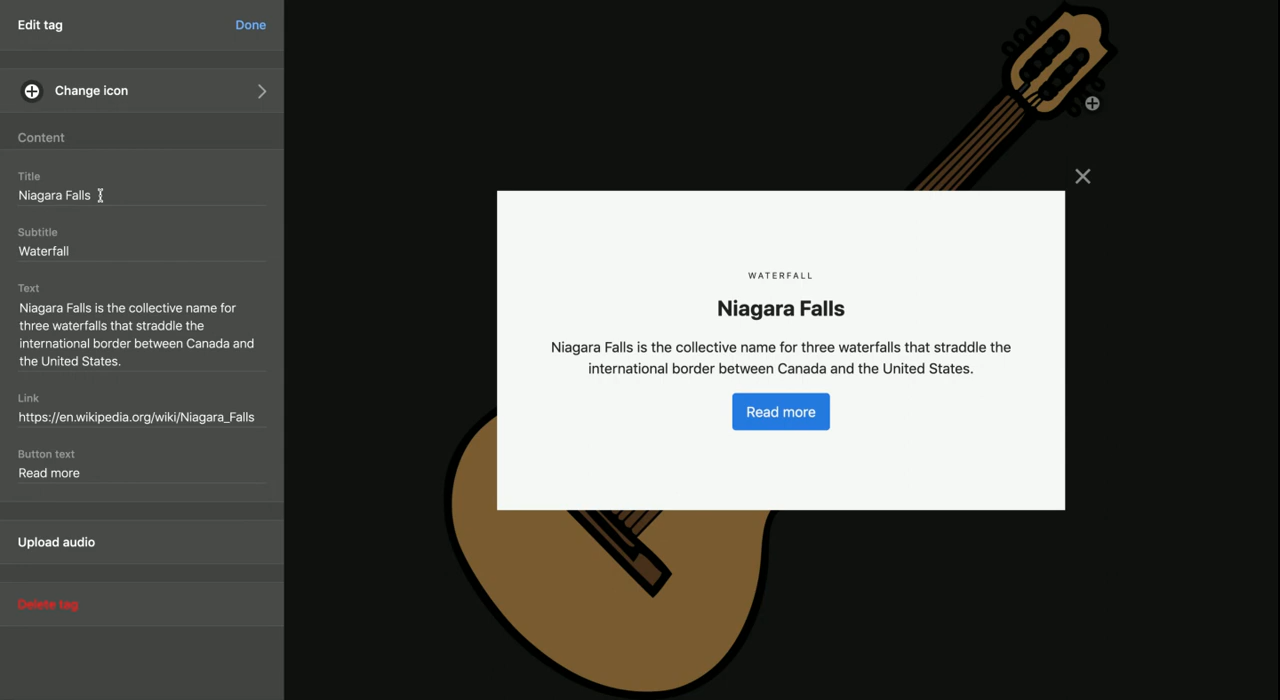 Edit tag
Done
Change icon
Content
Title
Niagara Falls
Subtitle
Waterfall
Text
Niagara Falls is the collective name for
three waterfalls that straddle the
international border between Canada and
the United States.
Link
https://en.wikipedia.org/wiki/Niagara_Falls
Button text
Read more
Upload audio
Delete tag
WATERFALL
Niagara Falls
Niagara Falls is the collective name for three waterfalls that straddle the
international border between Canada and the United States.
Read more